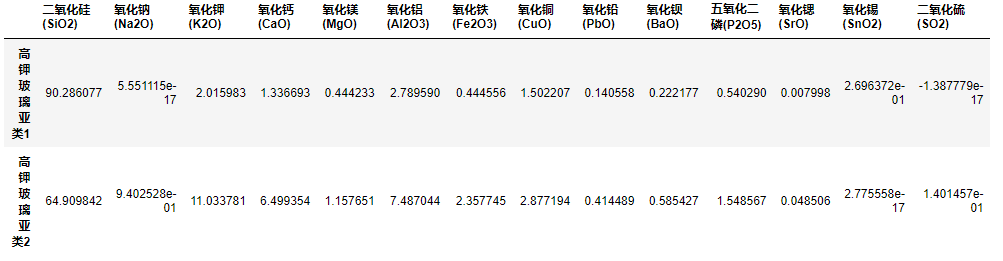 二氧化硅 氧化钠 氧化钾 氧化钙 氧化镁 氧化铝 氧化铁 氧化铜 氧化铅 氧化钡 五氧化二 氧化锶 氧化锡 二氧化硫
(SiO2) (Na2O) (K2O) (CaO) (MgO) (Al2O3) (Fe2O3) (CuO) (PbO) (BaO) 磷(P2O5) (SrO) (SnO2) (SO2)
高
钾
玻
璃
亚
类1
90.286077 5.551115e-17 2.015983 1.336693 0.444233 2.789590 0.444556 1.502207 0.140558 0.222177 0.540290 0.007998 2.696372e-01 -1.387779e-17
高
钾
玻
璃
亚
类2
64.909842 9.402528e-01 11.033781 6.499354 1.157651 7.487044 2.357745 2.877194 0.414489 0.585427 1.548567 0.048506 2.775558e-17 1.401457e-01